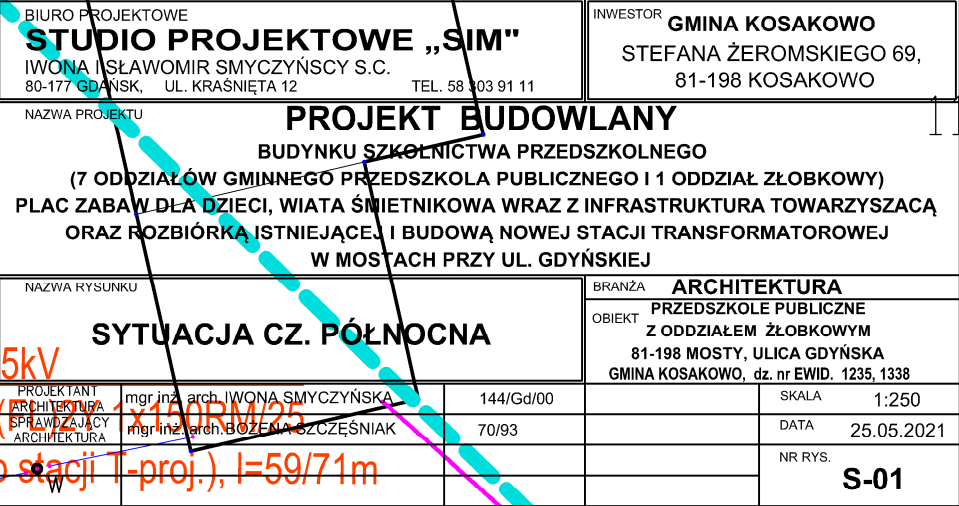 BIURO PROJEKTOWE
STUDIO PROJEKTOWE „SIM"
IWONA I SŁAWOMIR SMYCZYŃSCY S.C.
80-177 GDAŃSK, UL. KRAŚNIĘTA 12 TEL. 58 303 91 11
INWESTOR GMINA KOSAKOWO
STEFANA ŻEROMSKIEGO 69,
81-198 KOSAKOWO
NAZWA PROJEKTU
PROJEKT BUDOWLANY
BUDYNKU SZKOLNICTWA PRZEDSZKOLNEGO
(7 ODDZIAŁÓW GMINNEGO PRZEDSZKOLA PUBLICZNEGO I 1 ODDZIAŁ ZŁOBKOWY)
PLAC ZABAW DLA DZIECI, WIATA ŚMIETNIKOWA WRAZ Z INFRASTRUKTURA TOWARZYSZACĄ
ORAZ ROZBIÓRKĄ ISTNIEJĄCEJ I BUDOWĄ NOWEJ STACJI TRANSFORMATOROWEJ
W MOSTACH PRZY UL. GDYŃSKIEJ
NAZWA RYSUNKU
SYTUACJA CZ. PÓŁNOCNA
BRANŻA ARCHITEKTURA
OBIEKT PRZEDSZKOLE PUBLICZNE
Z ODDZIAŁEM ŻŁOBKOWYM
81-198 MOSTY, ULICA GDYŃSKA
GMINA KOSAKOWO, dz. nr EWID. 1235, 1338
5kV
PROJEKTANT
ARCHITEKTURA
mgr inż. arch. IWONA SMYCZYŃSKA 144/Gd/00
SPRAWDZAJĄCY
ARCHITEKTURA
mgr inż. arch. BOŻENA SZCZĘŚNIAK 70/93
1x150RM/25
stacji T-proj.), l=59/71m
W
SKALA 1:250
DATA 25.05.2021
NR RYS.
S-01